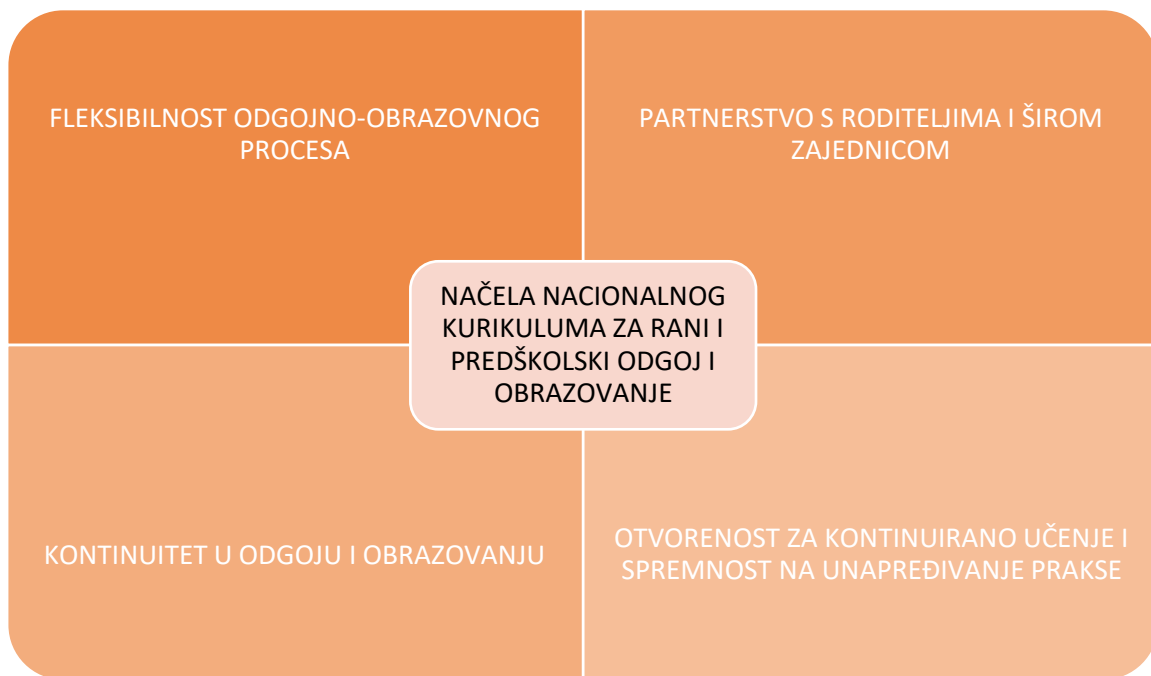 FLEKSIBILNOST ODGOJNO-OBRAZOVNOG
PROCESA
PARTNERSTVO S RODITELJIMA I ŠIROM
ZAJEDNICOM
NAČELA NACIONALNOG
KURIKULUMA ZA RANI I
PREDŠKOLSKI ODGOJ I
OBRAZOVANJE
KONTINUITET U ODGOJU I OBRAZOVANJU
OTVORENOST ZA KONTINUIRANO UČENJE I
SPREMNOST NA UNAPREĐIVANJE PRAKSE